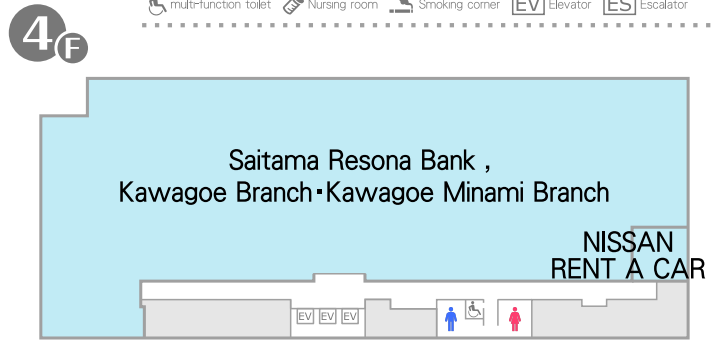 multi-function toilet Nursing room Smoking corner EV Elevator ES Escalator
4F
Saitama Resona Bank ,
Kawagoe Branch･Kawagoe Minami Branch
NISSAN
RENT A CAR
EV EV EV